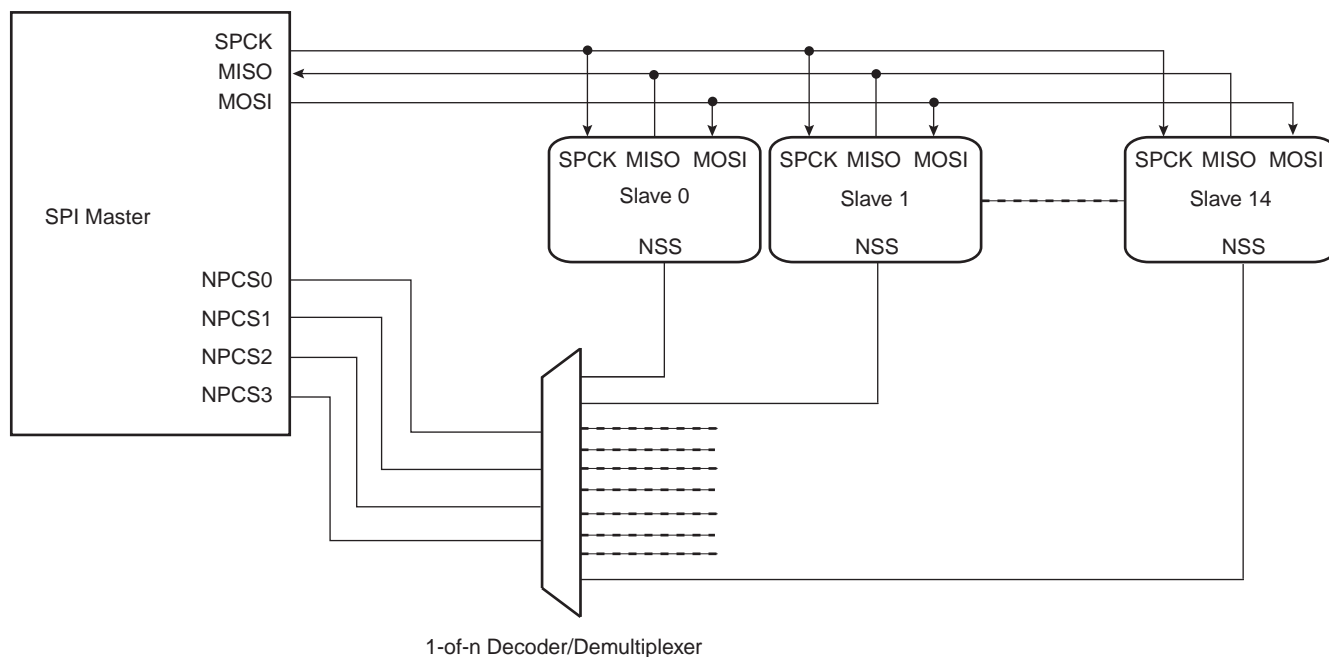 SPCK
MISO
MOSI
SPI Master
NPCS0
NPCS1
NPCS2
NPCS3
SPCK MISO MOSI
Slave 0
NSS
SPCK MISO MOSI
Slave 1
NSS
SPCK MISO MOSI
Slave 14
NSS
1-of-n Decoder/Demultiplexer